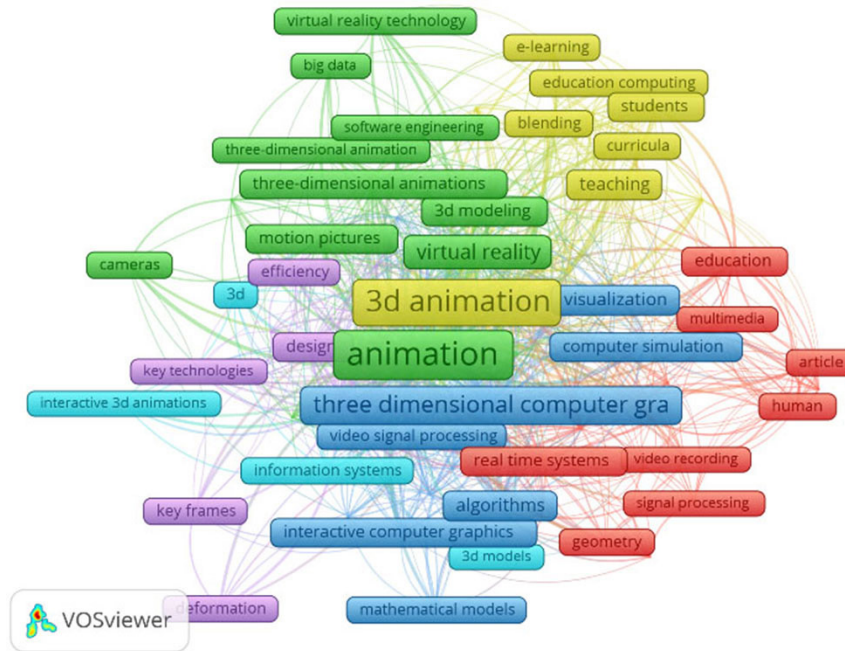 virtual reality technology
e-learning
big data
education computing
students
software engineering
blending
three-dimensional animation
curricula
three-dimensional animations
teaching
3d modeling
motion pictures
virtual reality
education
cameras
efficiency
3d
3d animation
visualization
multimedia
design
animation
computer simulation
article
key technologies
interactive 3d animations
three dimensional computer gra
human
video signal processing
information systems
real time systems
video recording
key frames
algorithms
signal processing
interactive computer graphics
geometry
3d models
deformation
mathematical models
VOSviewer